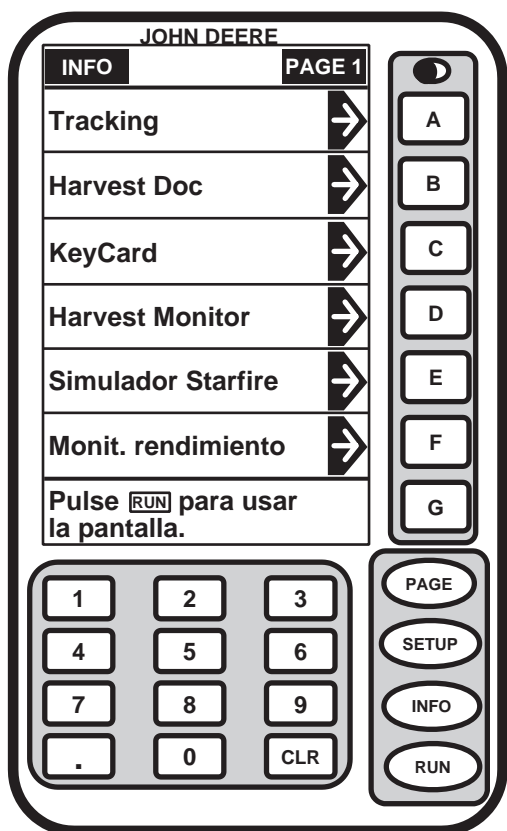 JOHN DEERE
INFO PAGE 1
Tracking
A
Harvest Doc
B
KeyCard
C
Harvest Monitor
D
Simulador Starfire
E
Monit. rendimiento
F
Pulse RUN para usar
la pantalla.
G
1 2 3
4 5 6
7 8 9
. 0 CLR
PAGE
SETUP
INFO
RUN